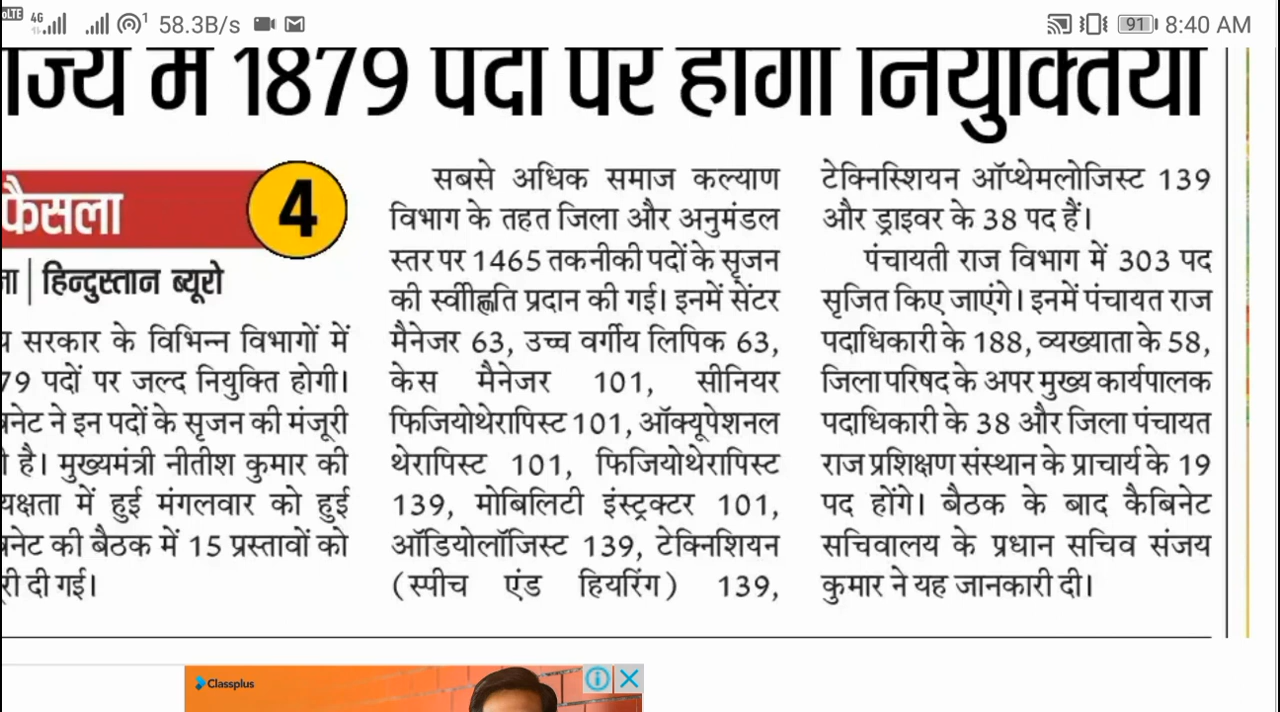 4G 1 58.3B/s 91 8:40 AM
में 1879 पदों पर होंगी नियुक्तियां
फैसला 4
हिन्दुस्तान ब्यूरो
सरकार के विभिन्न विभागों में
79 पदों पर जल्द नियुक्ति होगी।
ने इन पदों के सृजन की मंजूरी
है। मुख्यमंत्री नीतीश कुमार की
में हुई मंगलवार को हुई
की बैठक में 15 प्रस्तावों को
दी गई।
सबसे अधिक समाज कल्याण
विभाग के तहत जिला और अनुमंडल
स्तर पर 1465 तकनीकी पदों के सृजन
की प्रदान की गई। इनमें सेंटर
मैनेजर 63, उच्च वर्गीय लिपिक 63,
केस मैनेजर 101, सीनियर
फिजियोथेरापिस्ट 101, ऑक्यूपेशनल
थेरापिस्ट 101, फिजियोथेरापिस्ट
139, मोबिलिटी इंस्ट्रक्टर 101,
ऑडियोलॉजिस्ट 139, टेक्निशियन
(स्पीच एंड हियरिंग) 139,
टेक्निस्शियन ऑप्थेमलोजिस्ट 139
और ड्राइवर के 38 पद हैं।
पंचायती राज विभाग में 303 पद
सृजित किए जाएंगे। इनमें पंचायत राज
पदाधिकारी के 188, व्यख्याता के 58,
जिला परिषद के अपर मुख्य कार्यपालक
पदाधिकारी के 38 और जिला पंचायत
राज प्रशिक्षण संस्थान के प्राचार्य के 19
पद होंगे। बैठक के बाद कैबिनेट
सचिवालय के प्रधान सचिव संजय
कुमार ने यह जानकारी दी।
Classplus